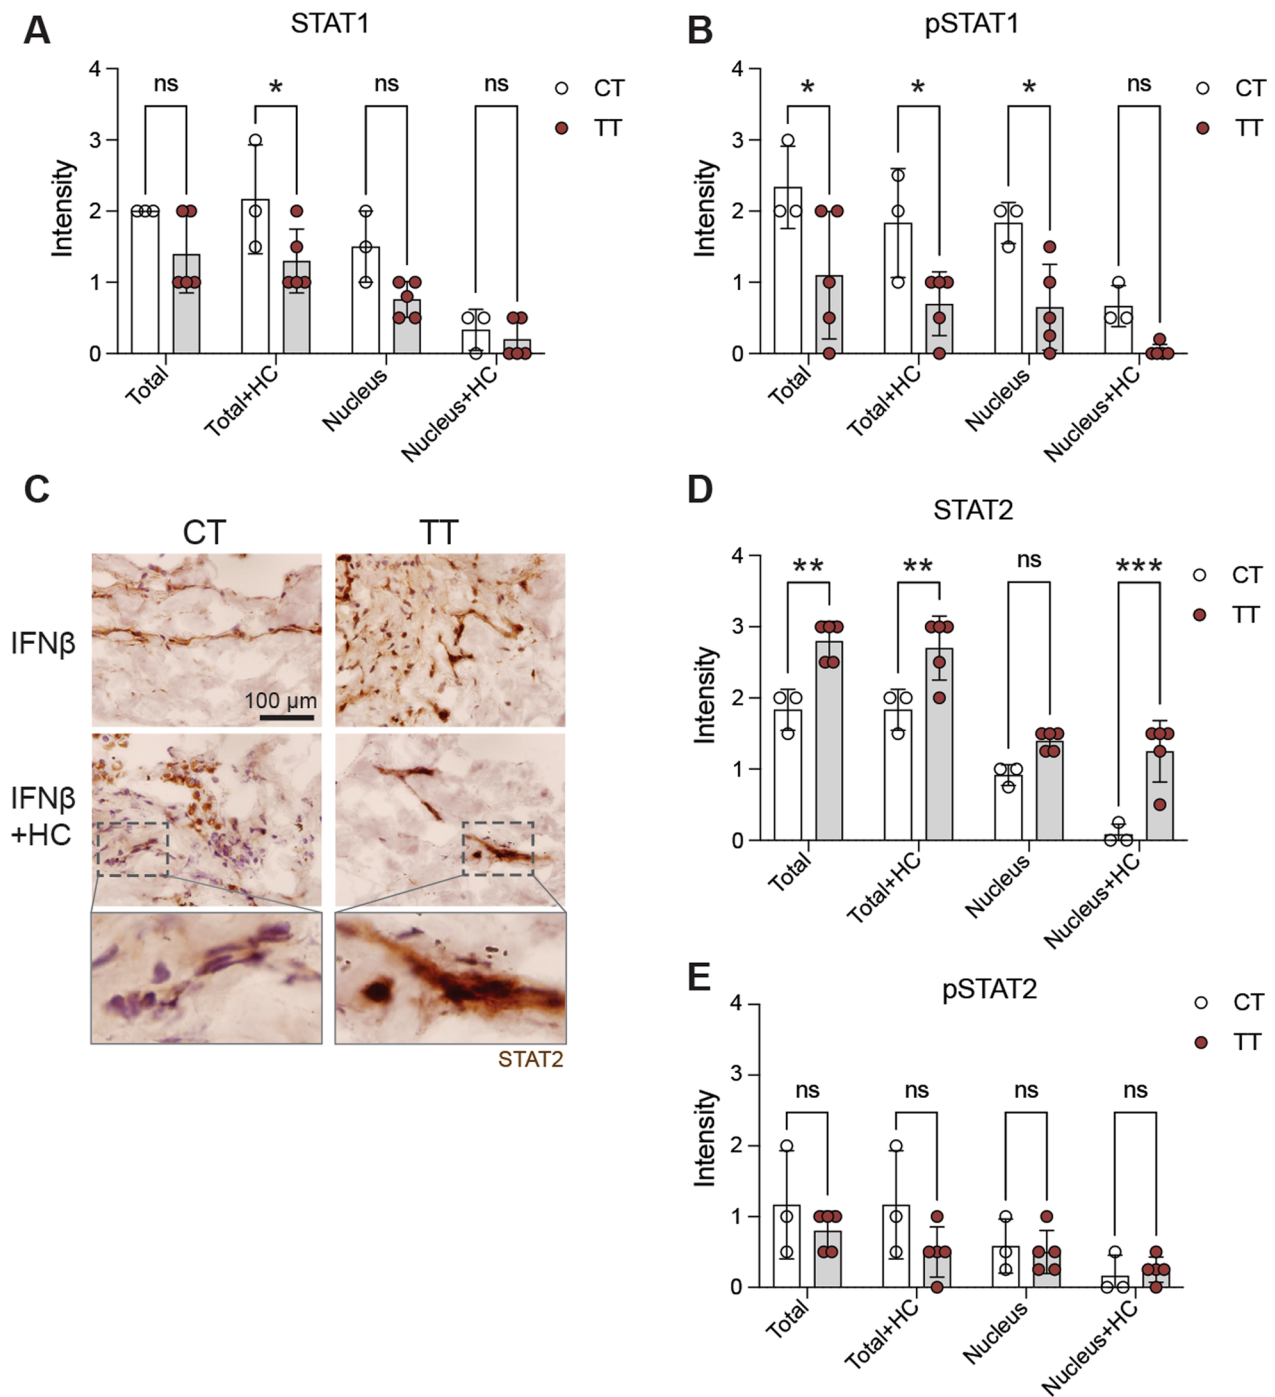 A
STAT1
Intensity
4
3
2
1
0
ns
*
ns
ns
CT
TT
Total
Total+HC
Nucleus
Nucleus+HC
B
pSTAT1
Intensity
4
3
2
1
0
*
*
*
ns
CT
TT
Total
Total+HC
Nucleus
Nucleus+HC
C
CT
TT
IFNβ
100 μm
IFNβ
+HC
STAT2
D
STAT2
Intensity
4
3
2
1
0
**
**
ns
***
CT
TT
Total
Total+HC
Nucleus
Nucleus+HC
E
pSTAT2
Intensity
4
3
2
1
0
ns
ns
ns
ns
CT
TT
Total
Total+HC
Nucleus
Nucleus+HC